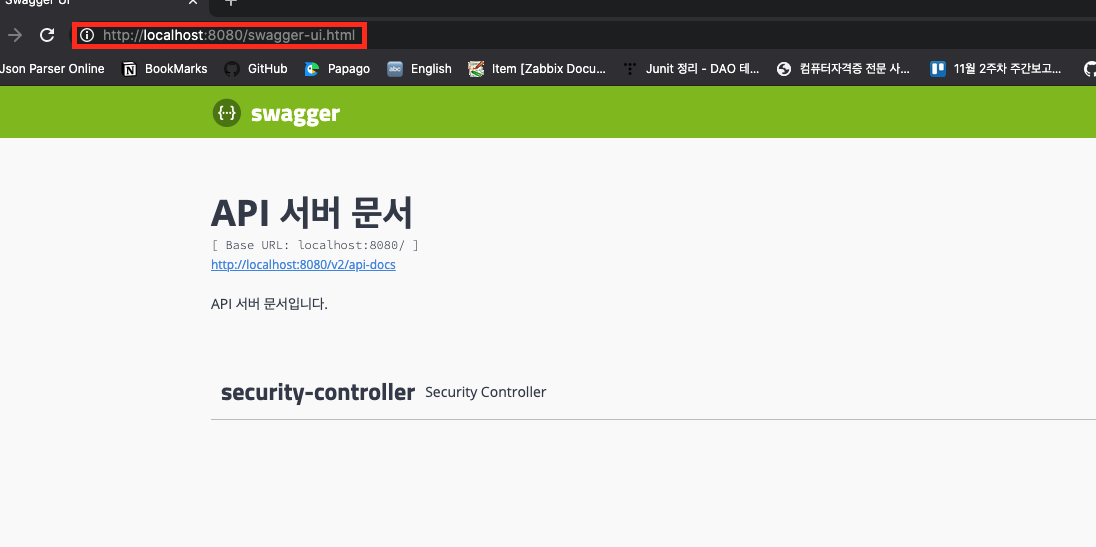 Swagger UI
http://localhost:8080/swagger-ui.html
Json Parser Online BookMarks GitHub Papago English Item [Zabbix Docu... Junit 정리 - DAO 테... 컴퓨터자격증 전문 사... 11월 2주차 주간보고...
{··} swagger
API 서버 문서
[ Base URL: localhost:8080/ ]
http://localhost:8080/v2/api-docs
API 서버 문서입니다.
security-controller Security Controller